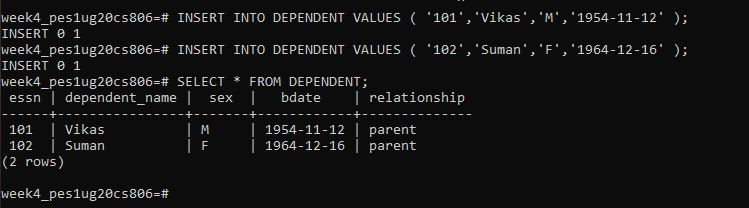 week4_pes1ug20cs806=# INSERT INTO DEPENDENT VALUES ( '101','Vikas','M','1954-11-12' );
INSERT 0 1
week4_pes1ug20cs806=# INSERT INTO DEPENDENT VALUES ( '102','Suman','F','1964-12-16' );
INSERT 0 1
week4_pes1ug20cs806=# SELECT * FROM DEPENDENT;
 essn | dependent_name |  sex  |   bdate    | relationship
------+----------------+-------+------------+--------------
 101  | Vikas          | M     | 1954-11-12 | parent
 102  | Suman          | F     | 1964-12-16 | parent
(2 rows)
week4_pes1ug20cs806=#